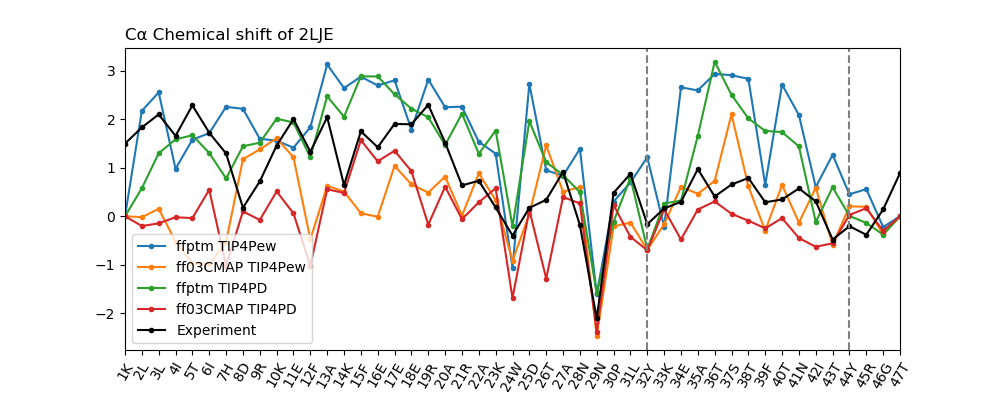 Cα Chemical shift of 2LJE
3
2
1
0
−1
−2
ffptm TIP4Pew
ff03CMAP TIP4Pew
ffptm TIP4PD
ff03CMAP TIP4PD
Experiment
1K 2L 3L 4I 5T 6I 7H 8D 9R 10K 11E 12F 13A 14K 15F 16E 17E 18E 19R 20A 21R 22A 23K 24W 25D 26T 27A 28N 29N 30P 31L 32Y 33K 34E 35A 36T 37S 38T 39F 40T 41N 42I 43T 44Y 45R 46G 47T